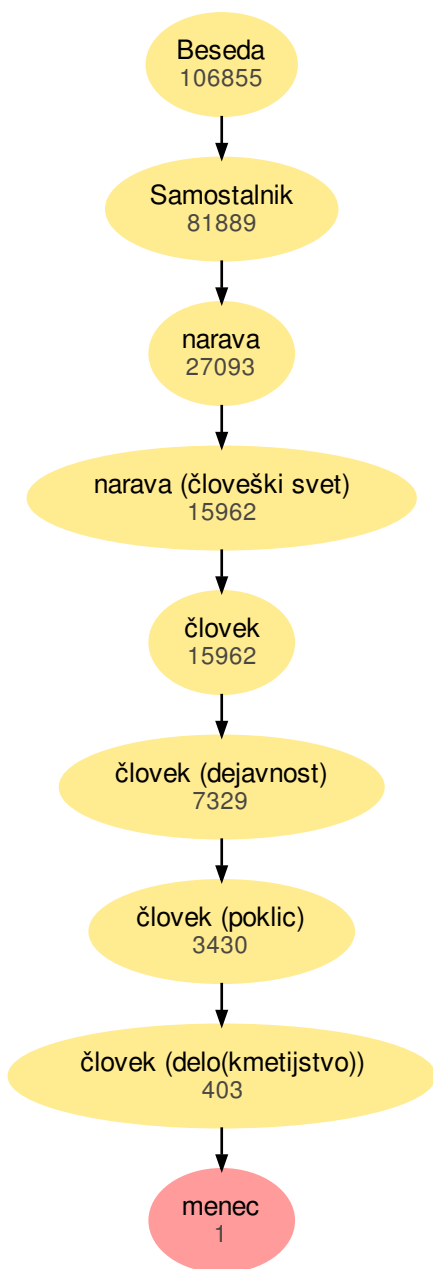 Beseda
106855
Samostalnik
81889
narava
27093
narava (človeški svet)
15962
človek
15962
človek (dejavnost)
7329
človek (poklic)
3430
človek (delo(kmetijstvo))
403
menec
1